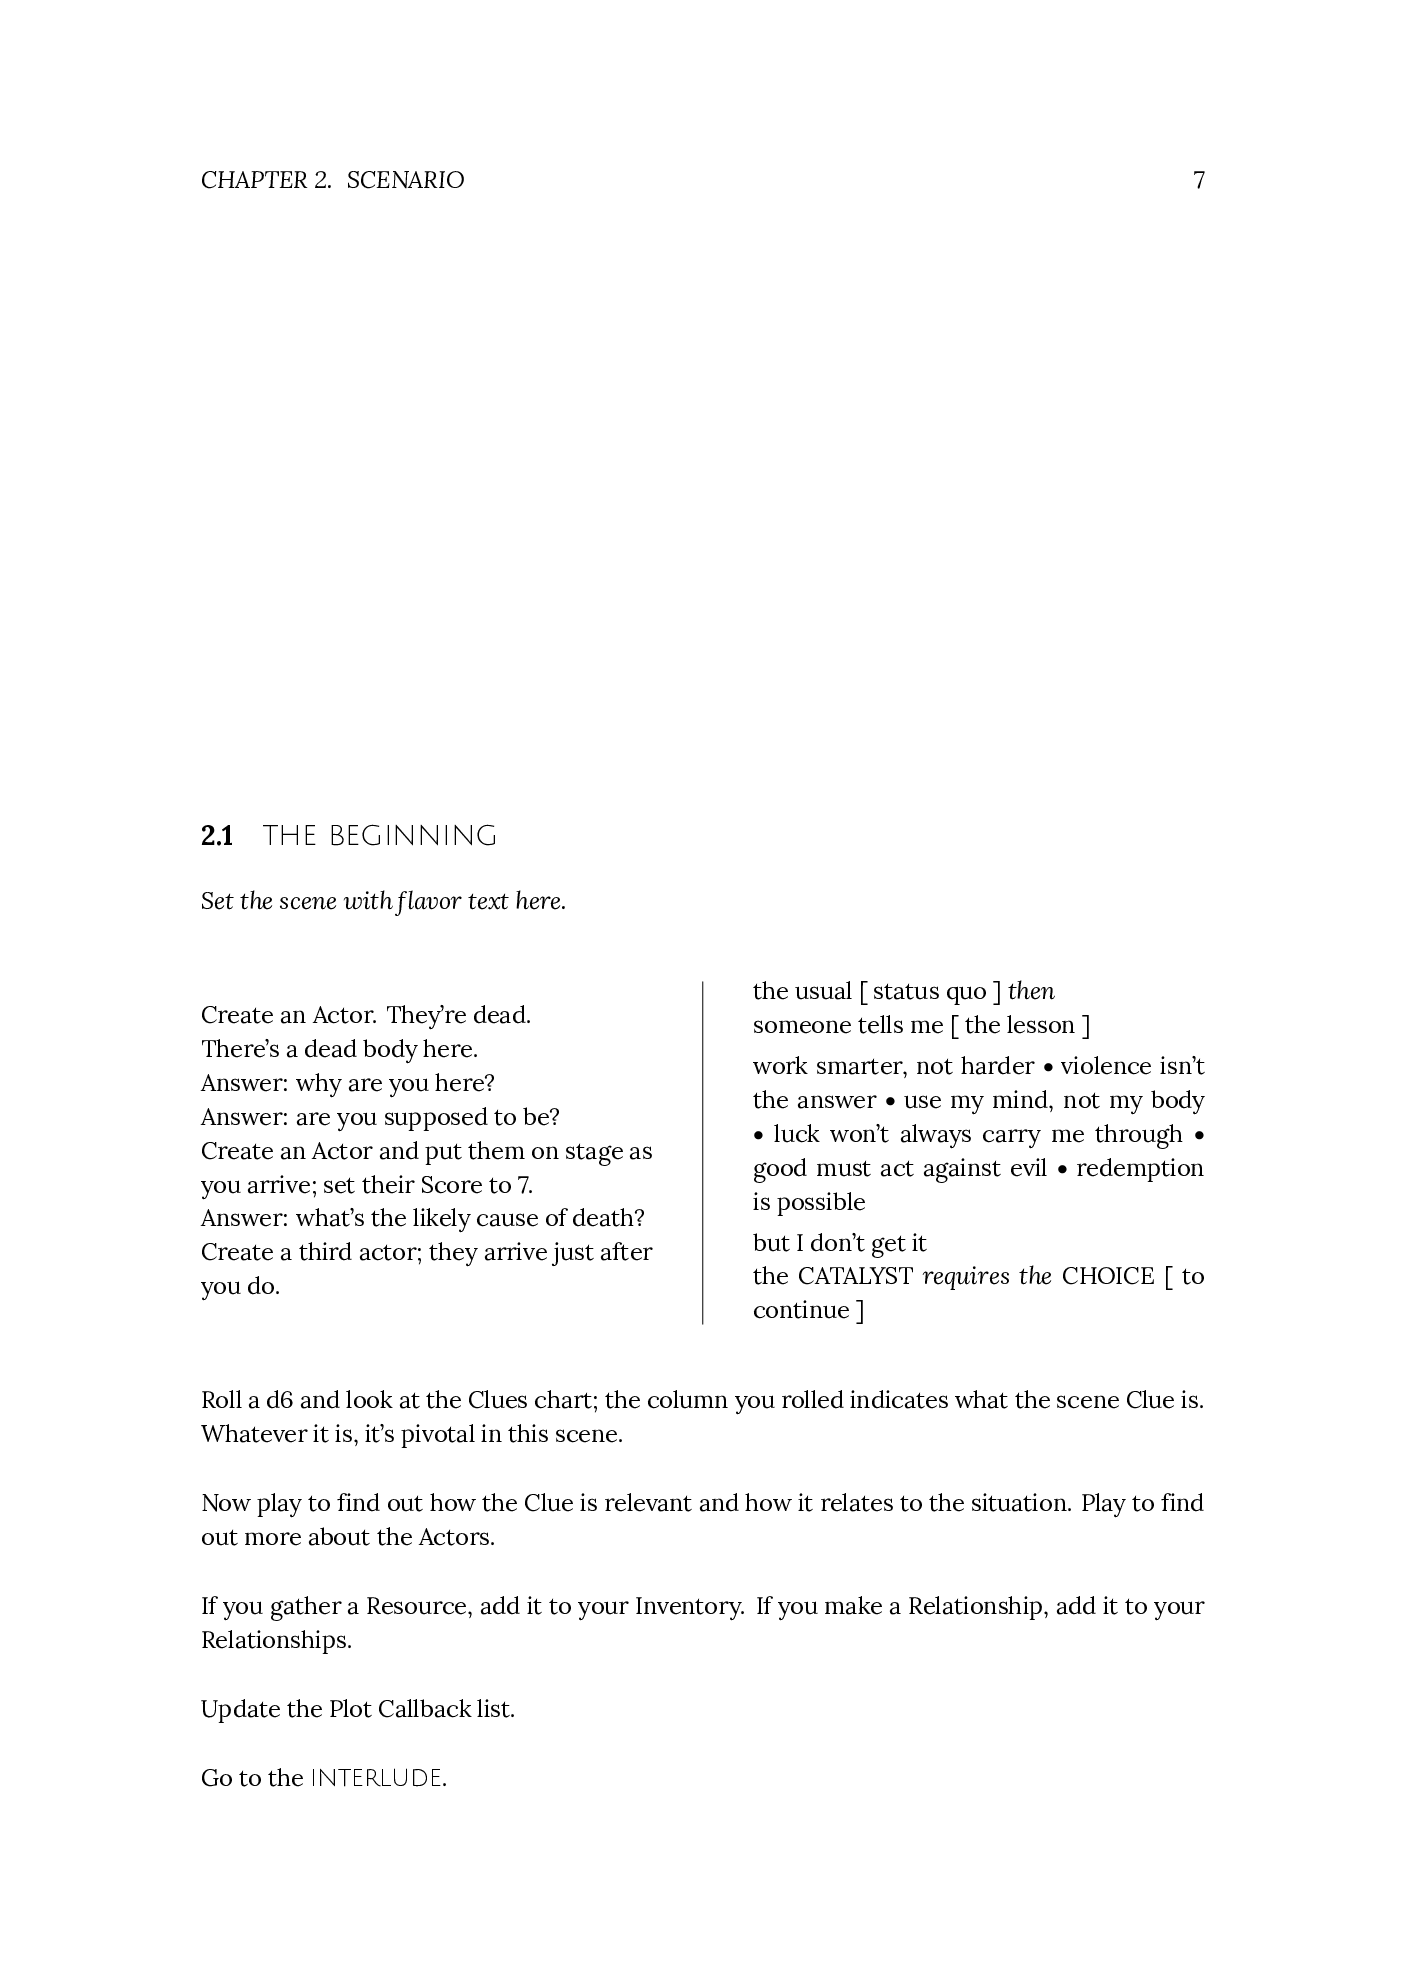 CHAPTER 2. SCENARIO 7
2.1 THE BEGINNING
Set the scene with flavor text here.
Create an Actor. They’re dead.
There’s a dead body here.
Answer: why are you here?
Answer: are you supposed to be?
Create an Actor and put them on stage as
you arrive; set their Score to 7.
Answer: what’s the likely cause of death?
Create a third actor; they arrive just after
you do.
the usual [ status quo ] then
someone tells me [ the lesson ]
work smarter, not harder • violence isn’t
the answer • use my mind, not my body
• luck won’t always carry me through •
good must act against evil • redemption
is possible
but I don’t get it
the CATALYST requires the CHOICE [ to
continue ]
Roll a d6 and look at the Clues chart; the column you rolled indicates what the scene Clue is.
Whatever it is, it’s pivotal in this scene.
Now play to find out how the Clue is relevant and how it relates to the situation. Play to find
out more about the Actors.
If you gather a Resource, add it to your Inventory. If you make a Relationship, add it to your
Relationships.
Update the Plot Callback list.
Go to the INTERLUDE.